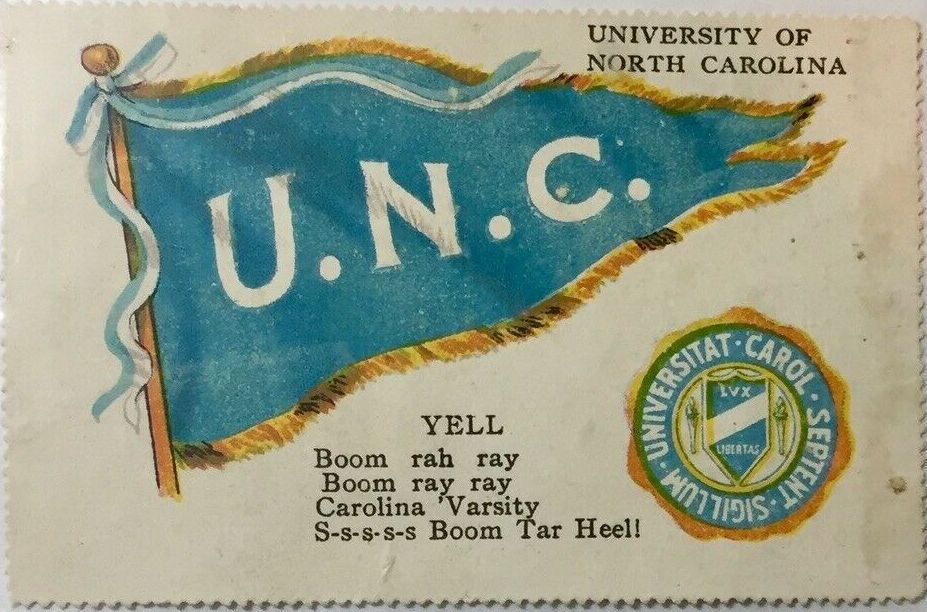 UNIVERSITY OF
NORTH CAROLINA
U.N.C.
YELL
Boom rah ray
Boom ray ray
Carolina 'Varsity
S-s-s-s-s Boom Tar Heel!
SIGILLUM · UNIVERSITAT · CAROL · SEPTENT ·
LVX
LIBERTAS